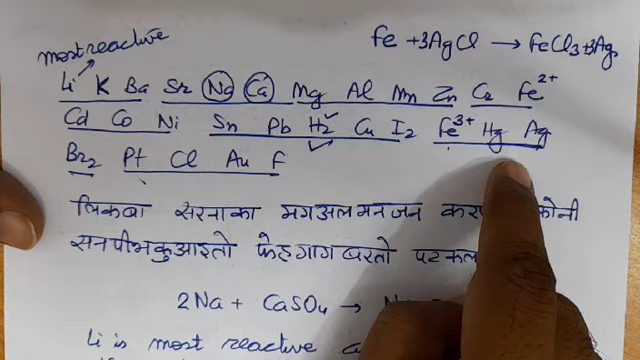 most reactive
Fe + 3AgCl → FeCl3 + 3Ag
Li K Ba Sr Na Ca Mg Al Mn Zn Cr Fe2+
Cd Co Ni Sn Pb H2 Cu I2 Fe3+ Hg Ag
Br2 Pt Cl Au F
लिकबा सरनाका मगअलमनजन
सनपीभकुआइतो फेहगागबरतो
2Na + CaSO4 →
Li is most reactive